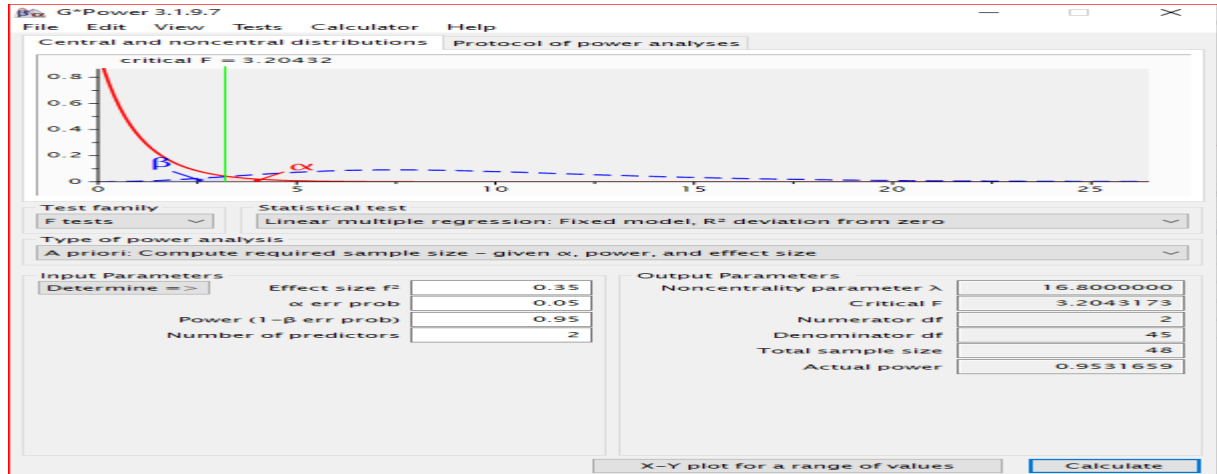 βα G*Power 3.1.9.7
File Edit View Tests Calculator Help
Central and noncentral distributions Protocol of power analyses
critical F = 3.20432
0.8
0.6
0.4
0.2
0
β
α
0 5 10 15 20 25
Test family Statistical test
F tests Linear multiple regression: Fixed model, R² deviation from zero
Type of power analysis
A priori: Compute required sample size – given α, power, and effect size
Input Parameters Output Parameters
Determine => Effect size f² 0.35 Noncentrality parameter λ 16.8000000
α err prob 0.05 Critical F 3.2043173
Power (1-β err prob) 0.95 Numerator df 2
Number of predictors 2 Denominator df 45
Total sample size 48
Actual power 0.9531659
X-Y plot for a range of values Calculate